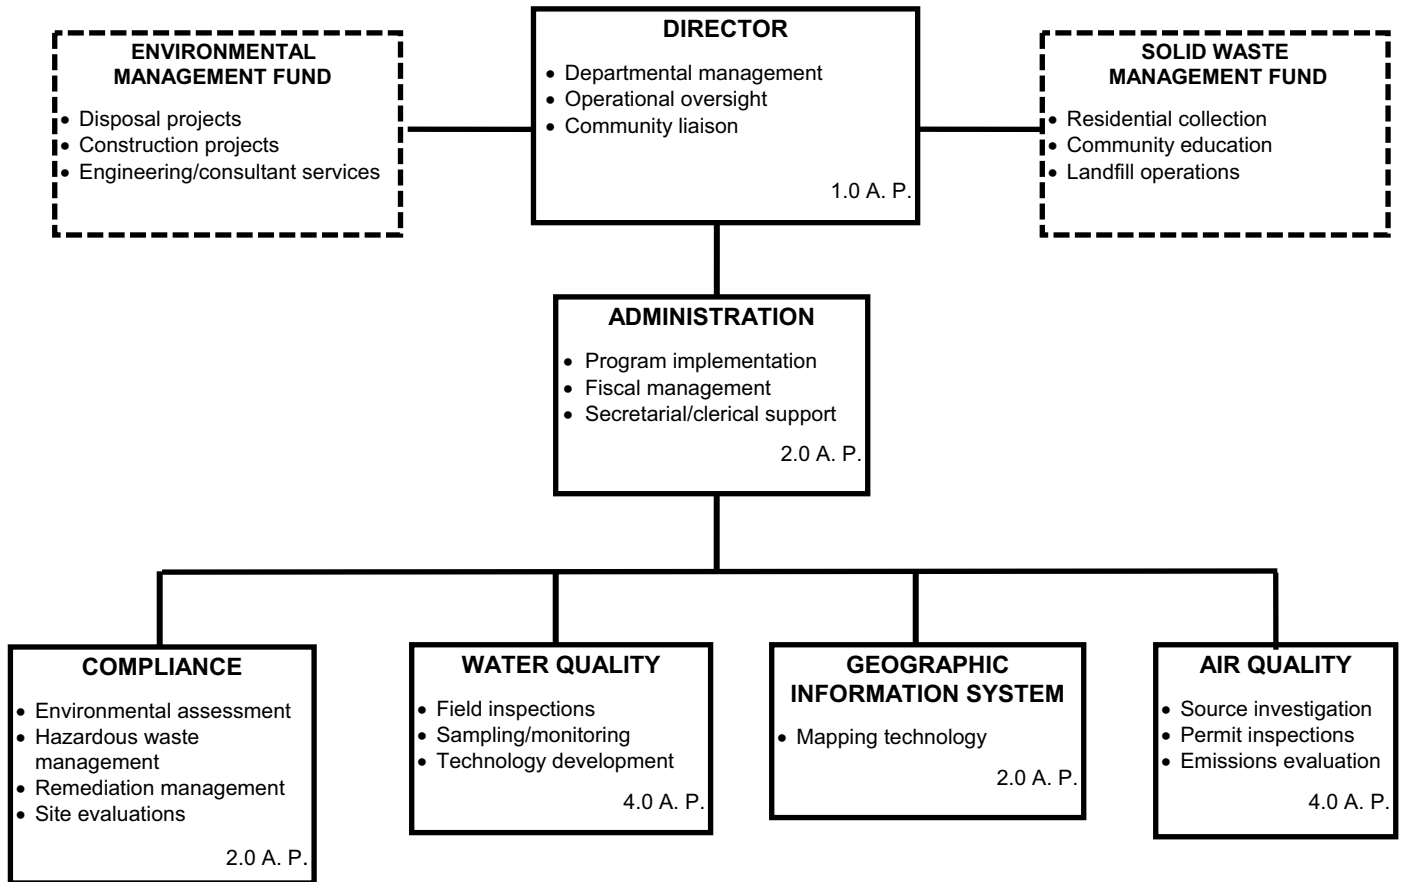 ENVIRONMENTAL
MANAGEMENT FUND
• Disposal projects
• Construction projects
• Engineering/consultant services
DIRECTOR
• Departmental management
• Operational oversight
• Community liaison
1.0 A. P.
SOLID WASTE
MANAGEMENT FUND
• Residential collection
• Community education
• Landfill operations
ADMINISTRATION
• Program implementation
• Fiscal management
• Secretarial/clerical support
2.0 A. P.
COMPLIANCE
• Environmental assessment
• Hazardous waste
management
• Remediation management
• Site evaluations
2.0 A. P.
WATER QUALITY
• Field inspections
• Sampling/monitoring
• Technology development
4.0 A. P.
GEOGRAPHIC
INFORMATION SYSTEM
• Mapping technology
2.0 A. P.
AIR QUALITY
• Source investigation
• Permit inspections
• Emissions evaluation
4.0 A. P.